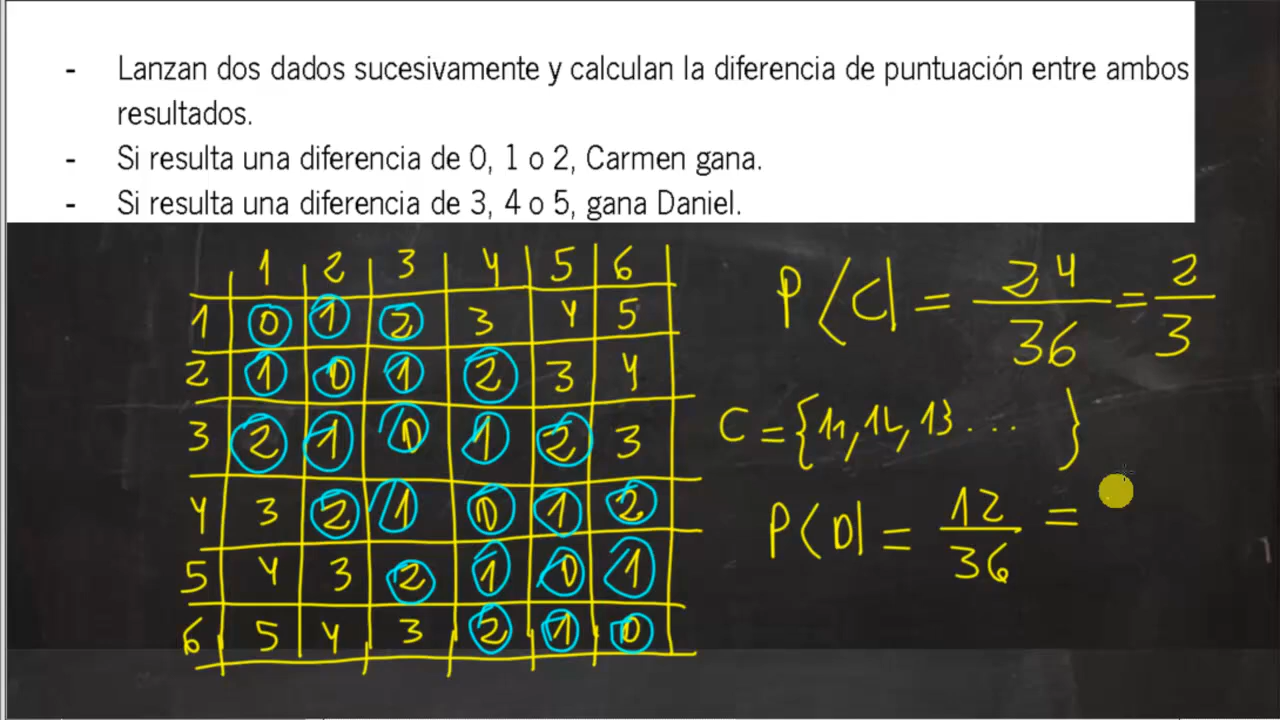 - Lanzan dos dados sucesivamente y calculan la diferencia de puntuación entre ambos
resultados.
- Si resulta una diferencia de 0, 1 o 2, Carmen gana.
- Si resulta una diferencia de 3, 4 o 5, gana Daniel.
1 2 3 4 5 6
1 0 1 2 3 4 5
2 1 0 1 2 3 4
3 2 1 0 1 2 3
4 3 2 1 0 1 2
5 4 3 2 1 0 1
6 5 4 3 2 1 0
P(C) = 24/36 = 2/3
C = {11, 12, 13 ... }
P(D) = 12/36 =